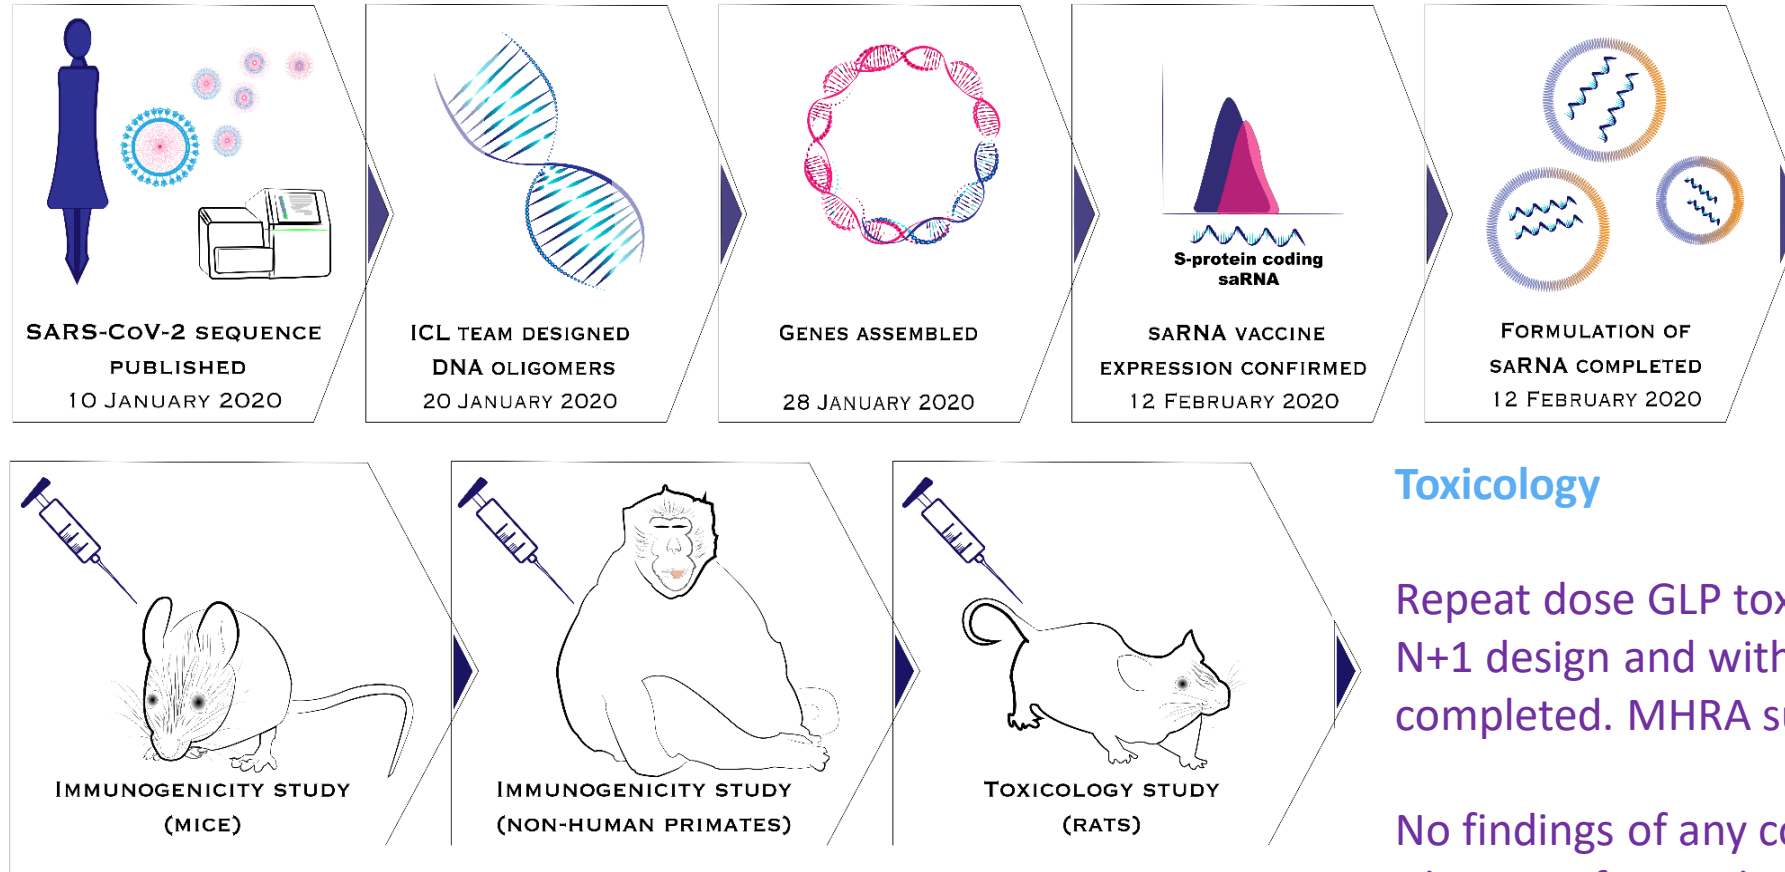 S-protein coding
saRNA
SARS-CoV-2 SEQUENCE
PUBLISHED
10 JANUARY 2020
ICL TEAM DESIGNED
DNA OLIGOMERS
20 JANUARY 2020
GENES ASSEMBLED
28 JANUARY 2020
SARNA VACCINE
EXPRESSION CONFIRMED
12 FEBRUARY 2020
FORMULATION OF
SARNA COMPLETED
12 FEBRUARY 2020
IMMUNOGENICITY STUDY
(MICE)
IMMUNOGENICITY STUDY
(NON-HUMAN PRIMATES)
TOXICOLOGY STUDY
(RATS)
Toxicology
Repeat dose GLP
N+1 design and
completed. MHRA
No findings of any